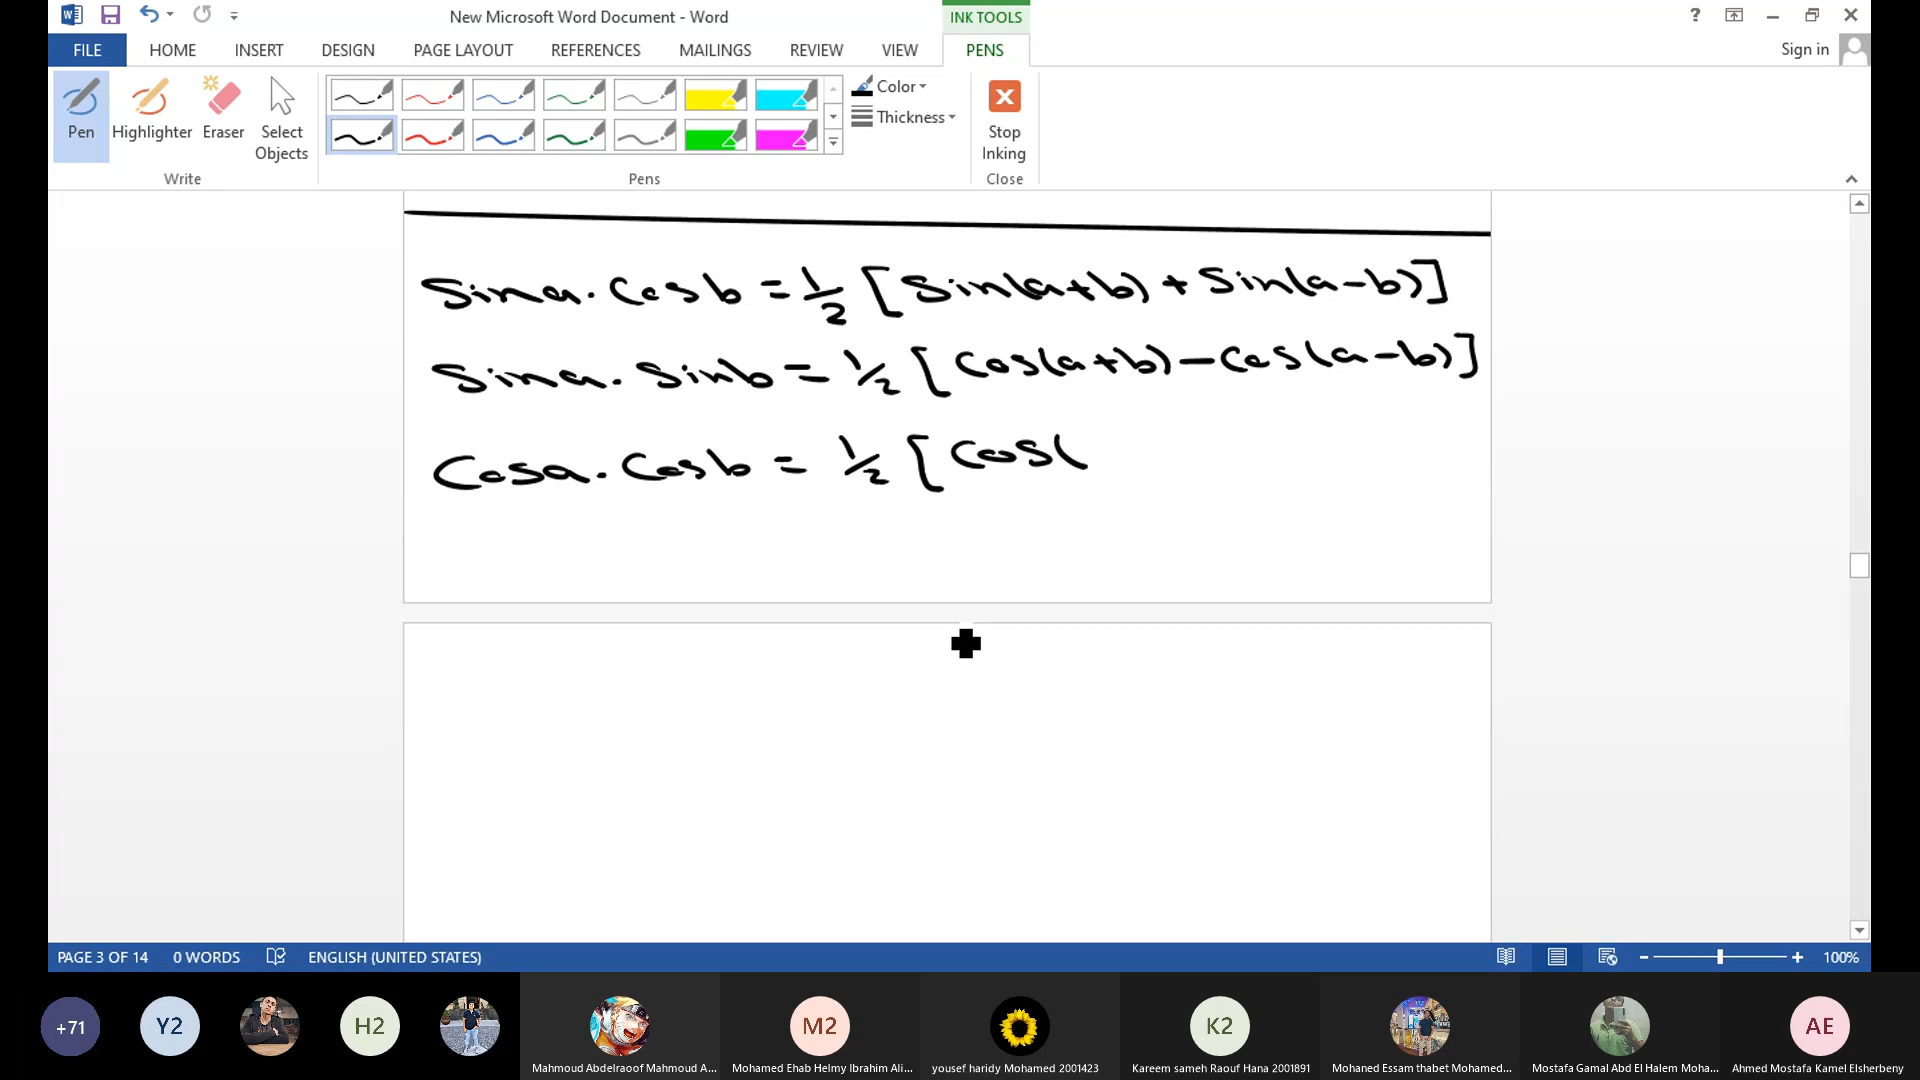 New Microsoft Word Document - Word
INK TOOLS
?
FILE HOME INSERT DESIGN PAGE LAYOUT REFERENCES MAILINGS REVIEW VIEW PENS
Sign in
Pen Highlighter Eraser Select Objects
Color
Thickness
Stop Inking
Write Pens Close
Sina. Cosb = 1/2 [Sin(a+b) + Sin(a-b)]
Sina. Sinb = 1/2 [Cos(a+b) - Cos(a-b)]
Cosa. Cosb = 1/2 [Cos(
PAGE 3 OF 14 0 WORDS ENGLISH (UNITED STATES) 100%
+71 Y2 H2 M2 K2 AE
Mahmoud Abdelraoof Mahmoud A... Mohamed Ehab Helmy Ibrahim Ali... yousef haridy Mohamed 2001423 Kareem sameh Raouf Hana 2001891 Mohaned Essam thabet Mohamed... Mostafa Gamal Abd El Halem Moha... Ahmed Mostafa Kamel Elsherbeny